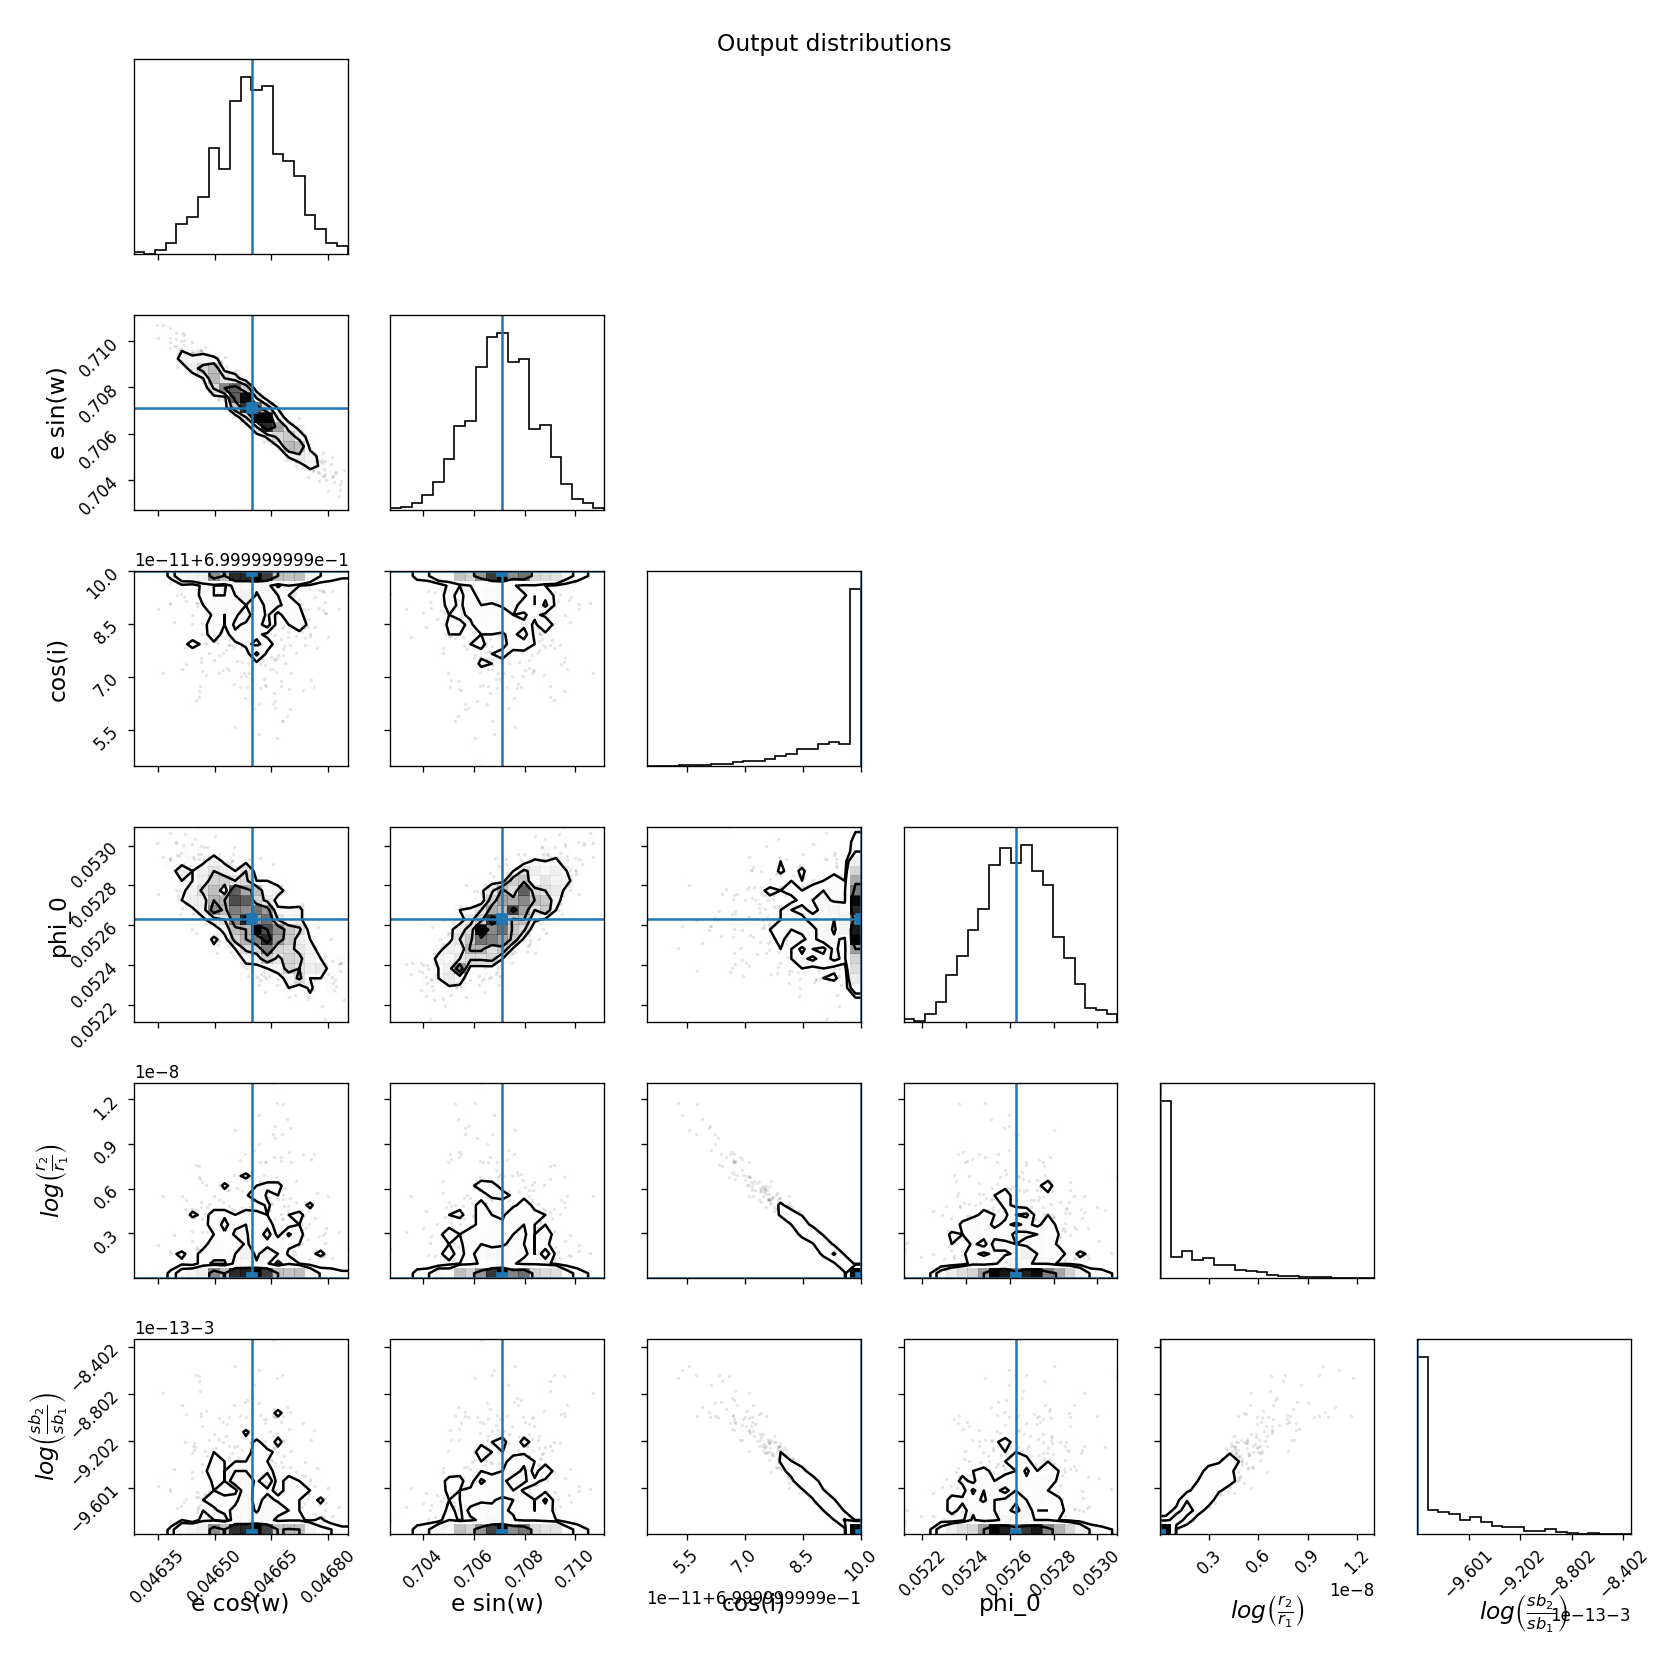 Output distributions
e sin(w)
0.710
0.708
0.706
0.704
1e−11+6.999999999e−1
cos(i)
10.0
8.5
7.0
5.5
phi_0
0.0530
0.0528
0.0526
0.0524
0.0522
1e−8
log(r₂/r₁)
1.2
0.9
0.6
0.3
1e−13−3
log(sb₂/sb₁)
−8.402
−8.802
−9.202
−9.601
0.04635 0.04650 0.04665 0.04680
e cos(w)
0.704 0.706 0.708 0.710
e sin(w)
5.5 7.0 8.5 10.0
1e−11+6.999999999e−1
cos(i)
0.0522 0.0524 0.0526 0.0528 0.0530
phi_0
0.3 0.6 0.9 1.2
1e−8
log(r₂/r₁)
−9.601 −9.202 −8.802 −8.402
1e−13−3
log(sb₂/sb₁)